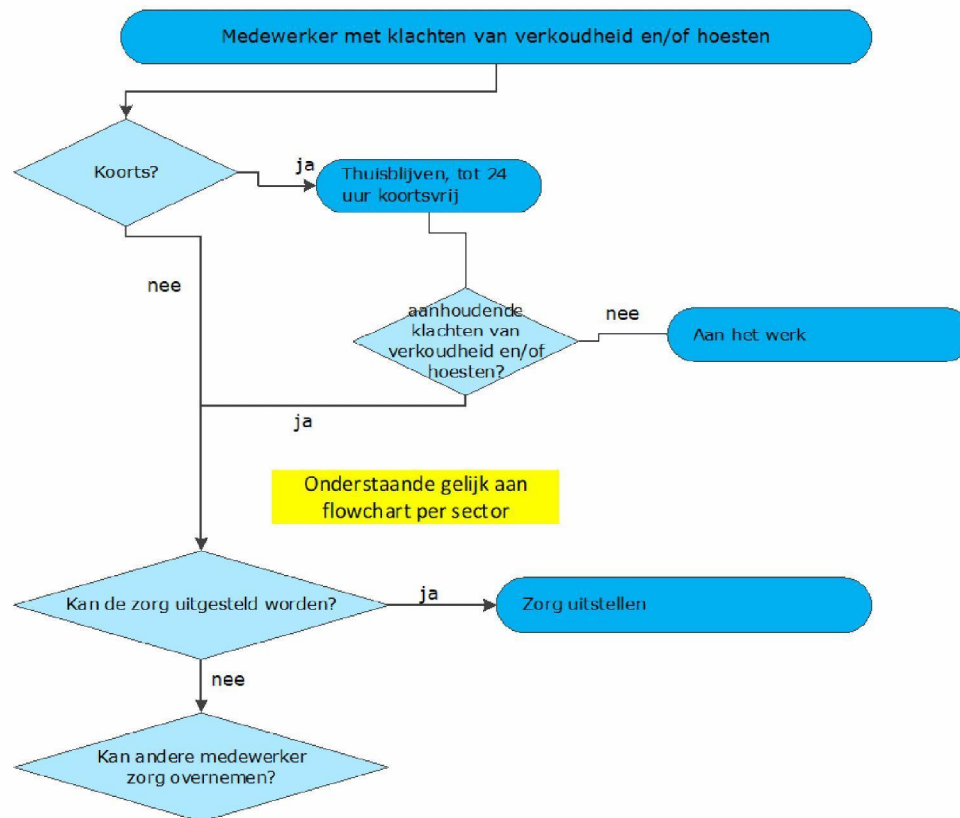 Medewerker met klachten van verkoudheid en/of hoesten
Koorts?
ja
Thuisblijven, tot 24
uur koortsvrij
nee
aanhoudende
klachten van
verkoudheid en/of
hoesten?
nee
Aan het werk
ja
Onderstaande gelijk aan
flowchart per sector
Kan de zorg uitgesteld worden?
ja
Zorg uitstellen
nee
Kan andere medewerker
zorg overnemen?